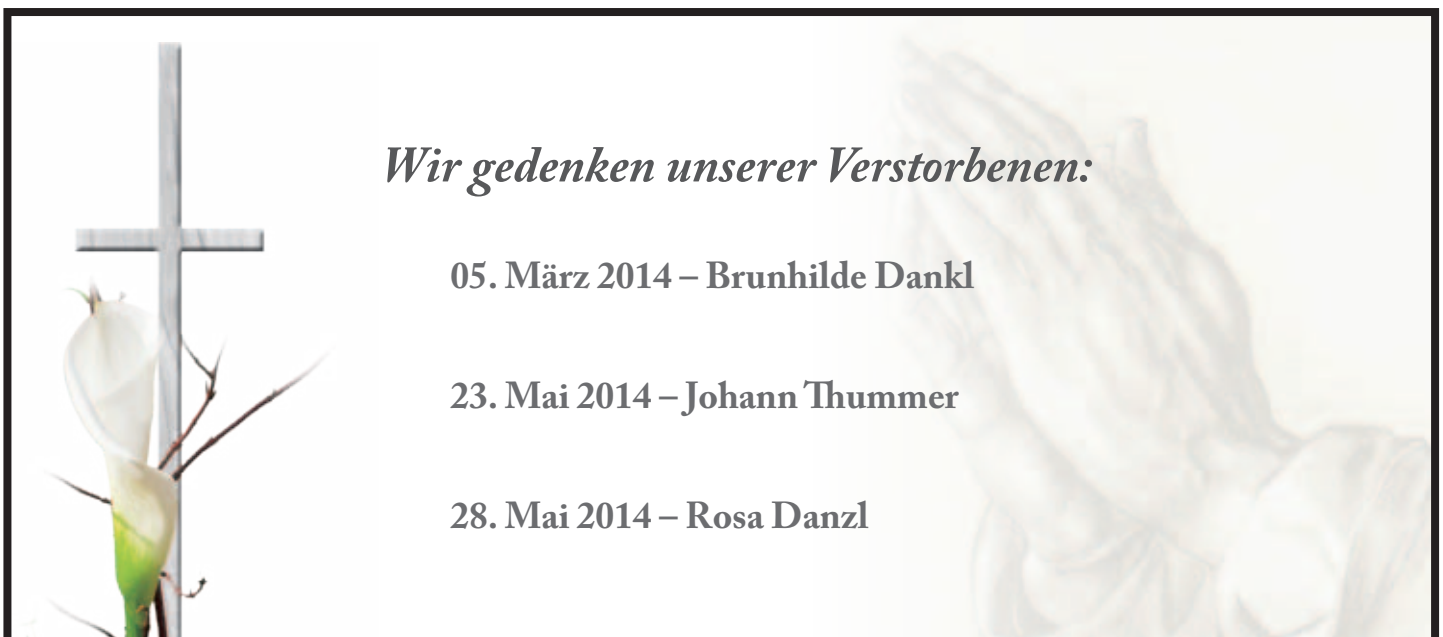 Wir gedenken unserer Verstorbenen:
05. März 2014 – Brunhilde Dankl
23. Mai 2014 – Johann Thummer
28. Mai 2014 – Rosa Danzl